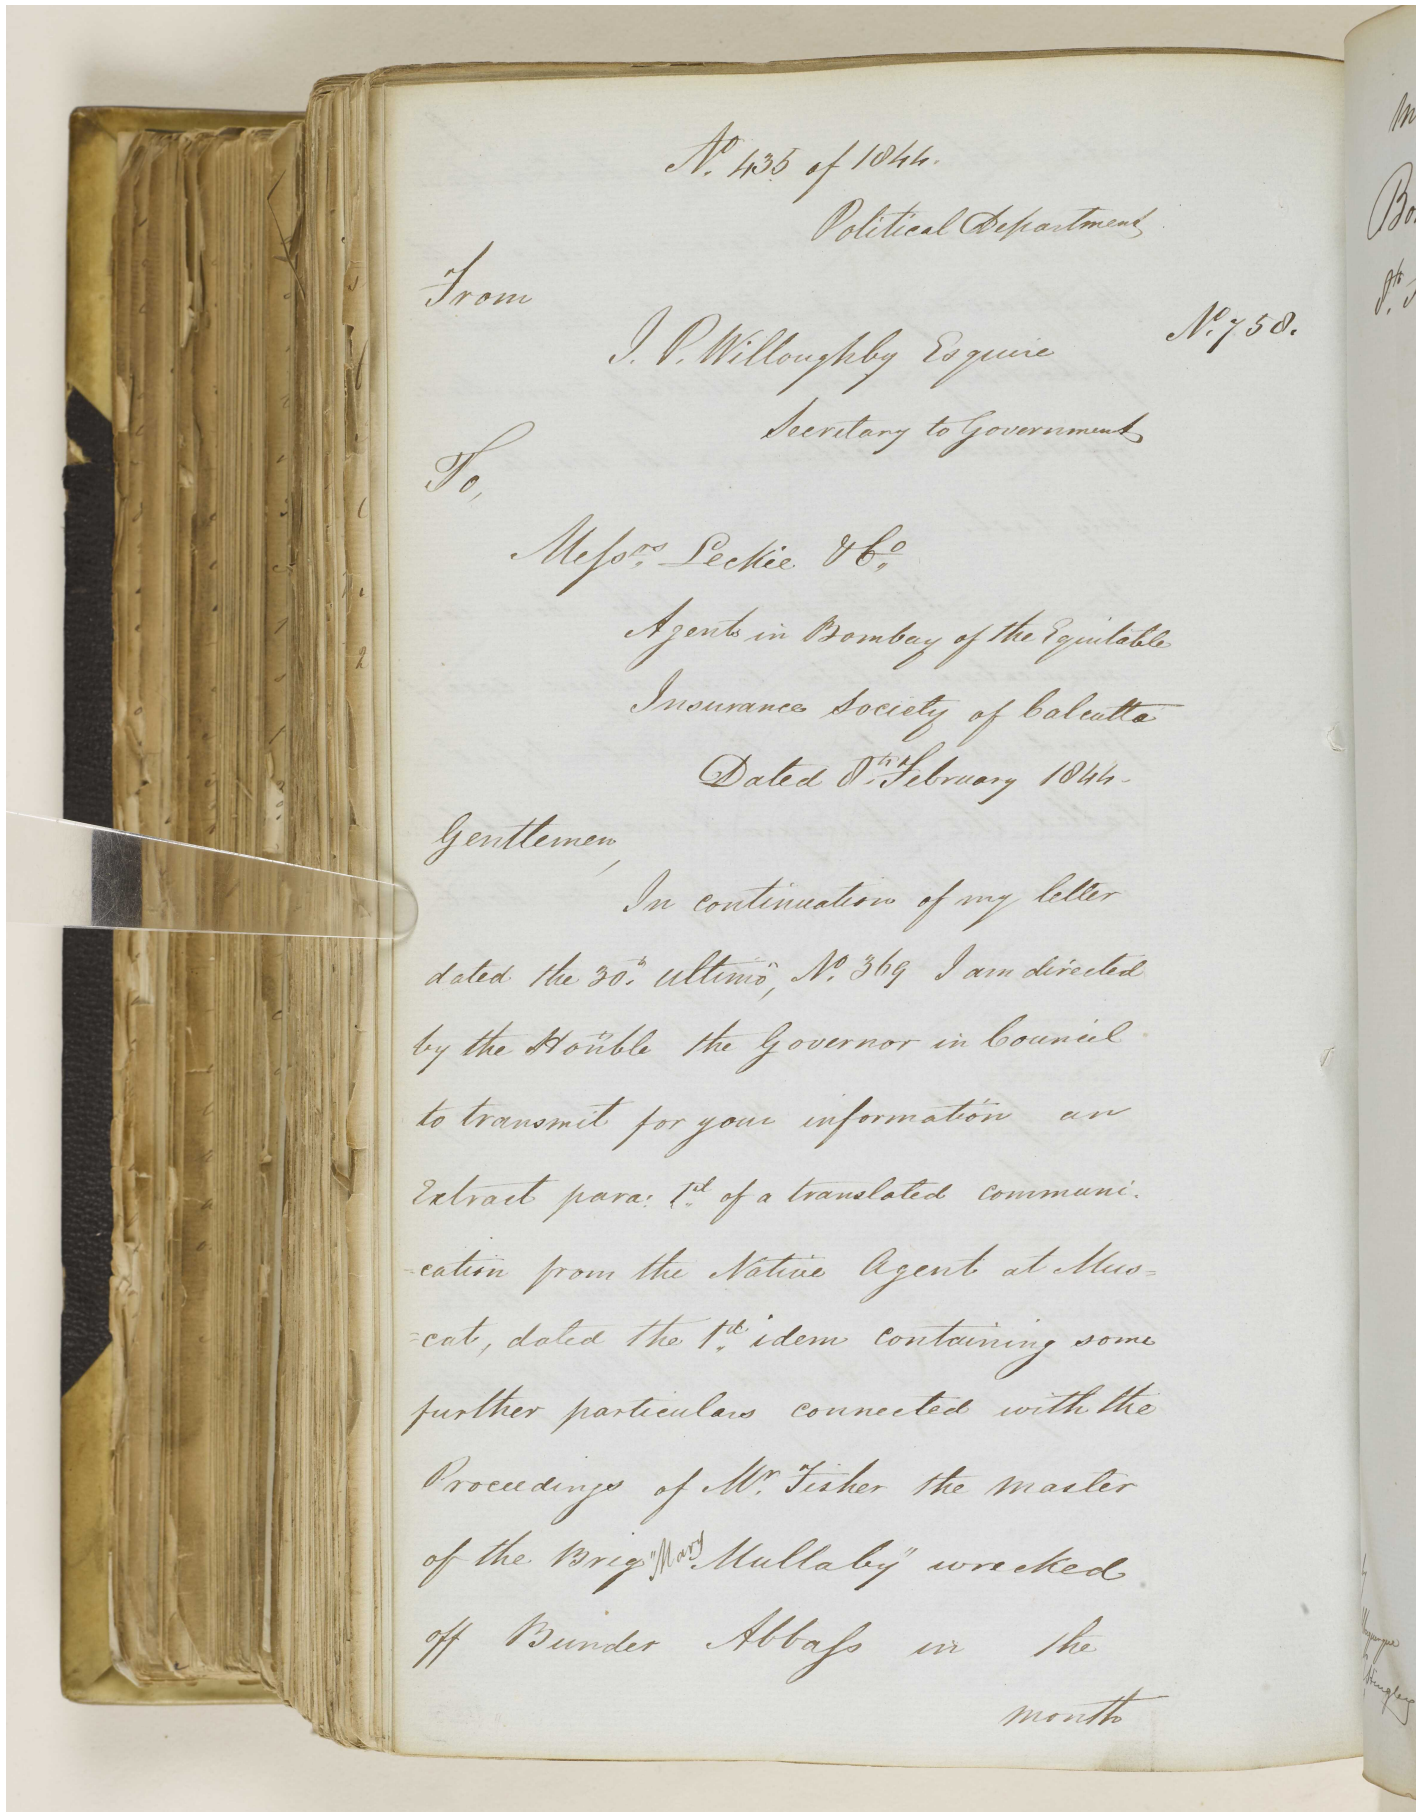 No. 435 of 1844.
Political Department
From
J. P. Willoughby Esquire
No. 758.
Secretary to Government
To,
Messrs. Leckie & Co.
Agents in Bombay of the Equitable
Insurance Society of Calcutta
Dated 8th. February 1844.
Gentlemen,
In continuation of my letter
dated the 30th. ultimo, No. 369 I am directed
by the Honble the Governor in Council
to transmit for your information an
Extract para: 1st. of a translated communi-
=cation from the Native Agent at Mus=
=cat, dated the 1st. idem containing some
further particulars connected with the
Proceedings of Mr. Fisher the master
of the Brig "Mary Mullaby" wrecked
off Bunder Abbass in the
month